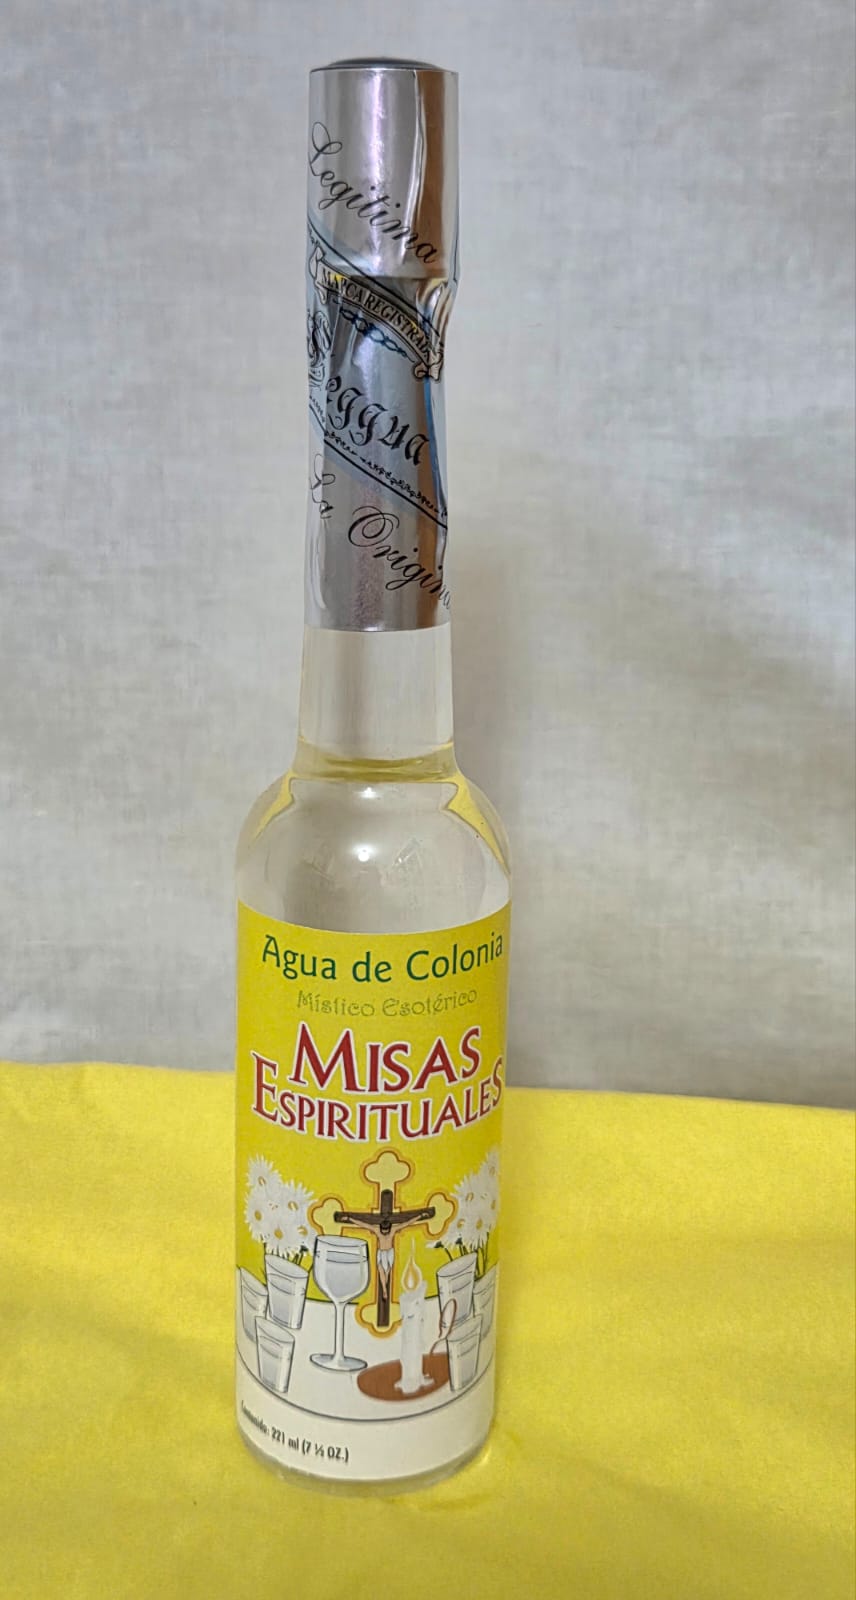 Legitima
MARCA REGISTRADA
La Original
Agua de Colonia
Místico Esotérico
MISAS
ESPIRITUALES
Contenido: 221 ml (7 ½ OZ.)